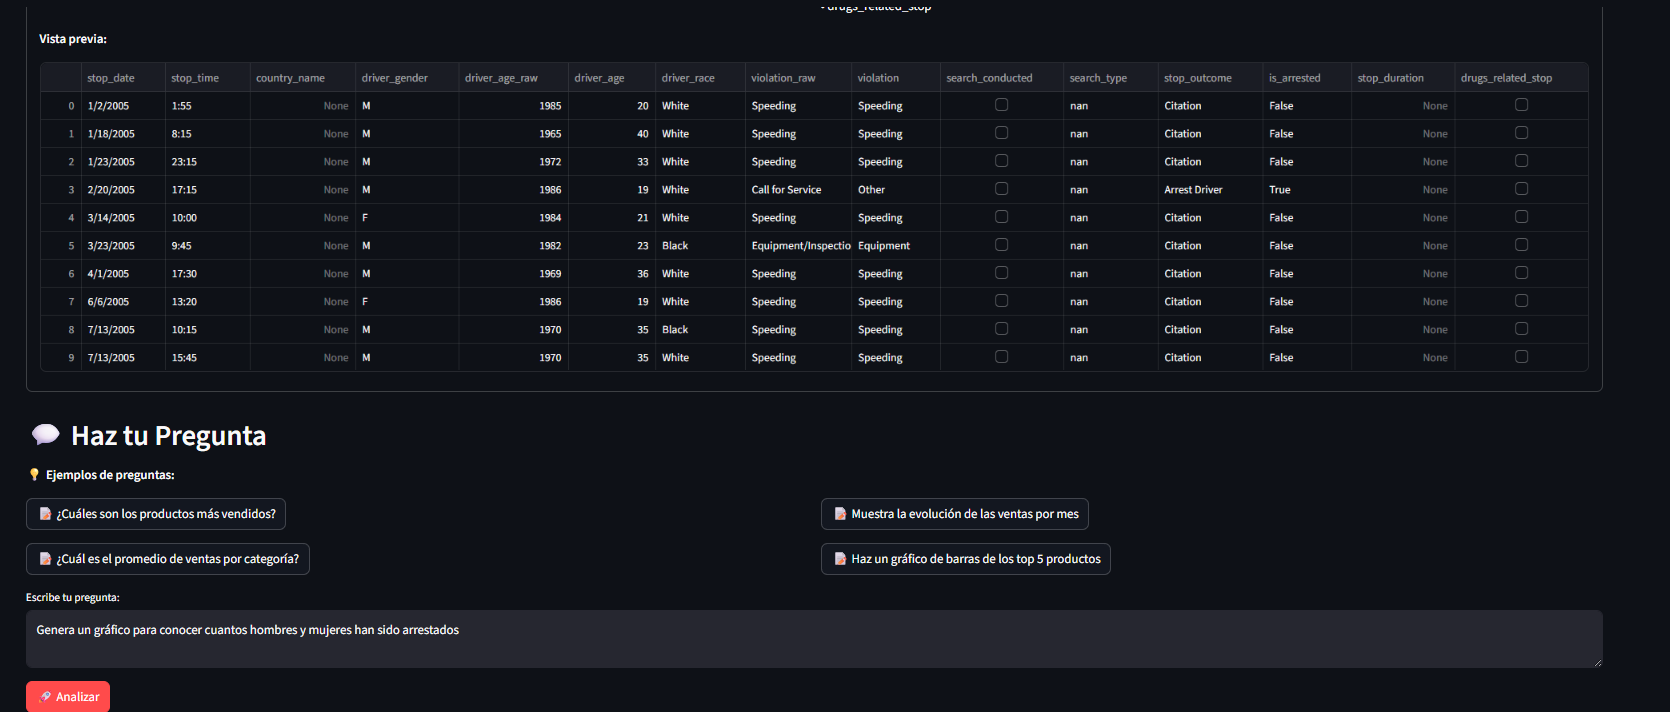 - drugs_related_stop
Vista previa:
stop_date stop_time country_name driver_gender driver_age_raw driver_age driver_race violation_raw violation search_conducted search_type stop_outcome is_arrested stop_duration drugs_related_stop
0 1/2/2005 1:55 None M 1985 20 White Speeding Speeding nan Citation False None
1 1/18/2005 8:15 None M 1965 40 White Speeding Speeding nan Citation False None
2 1/23/2005 23:15 None M 1972 33 White Speeding Speeding nan Citation False None
3 2/20/2005 17:15 None M 1986 19 White Call for Service Other nan Arrest Driver True None
4 3/14/2005 10:00 None F 1984 21 White Speeding Speeding nan Citation False None
5 3/23/2005 9:45 None M 1982 23 Black Equipment/Inspectio Equipment nan Citation False None
6 4/1/2005 17:30 None M 1969 36 White Speeding Speeding nan Citation False None
7 6/6/2005 13:20 None F 1986 19 White Speeding Speeding nan Citation False None
8 7/13/2005 10:15 None M 1970 35 Black Speeding Speeding nan Citation False None
9 7/13/2005 15:45 None M 1970 35 White Speeding Speeding nan Citation False None
Haz tu Pregunta
Ejemplos de preguntas:
¿Cuáles son los productos más vendidos? Muestra la evolución de las ventas por mes
¿Cuál es el promedio de ventas por categoría? Haz un gráfico de barras de los top 5 productos
Escribe tu pregunta:
Genera un gráfico para conocer cuantos hombres y mujeres han sido arrestados
Analizar